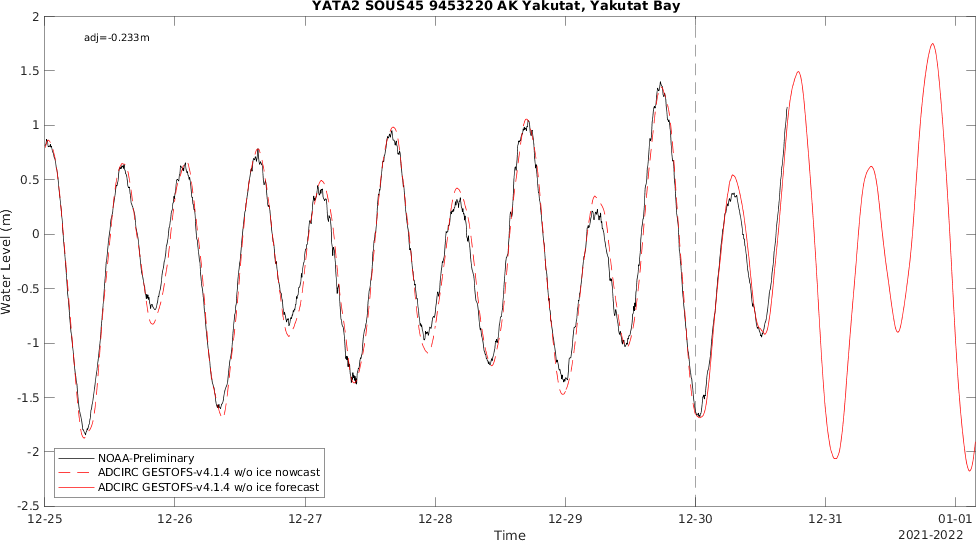 YATA2 SOUS45 9453220 AK Yakutat, Yakutat Bay
adj=-0.233m
2
1.5
1
0.5
0
-0.5
-1
-1.5
-2
-2.5
Water Level (m)
NOAA-Preliminary
ADCIRC GESTOFS-v4.1.4 w/o ice nowcast
ADCIRC GESTOFS-v4.1.4 w/o ice forecast
12-25 12-26 12-27 12-28 12-29 12-30 12-31 01-01
Time
2021-2022